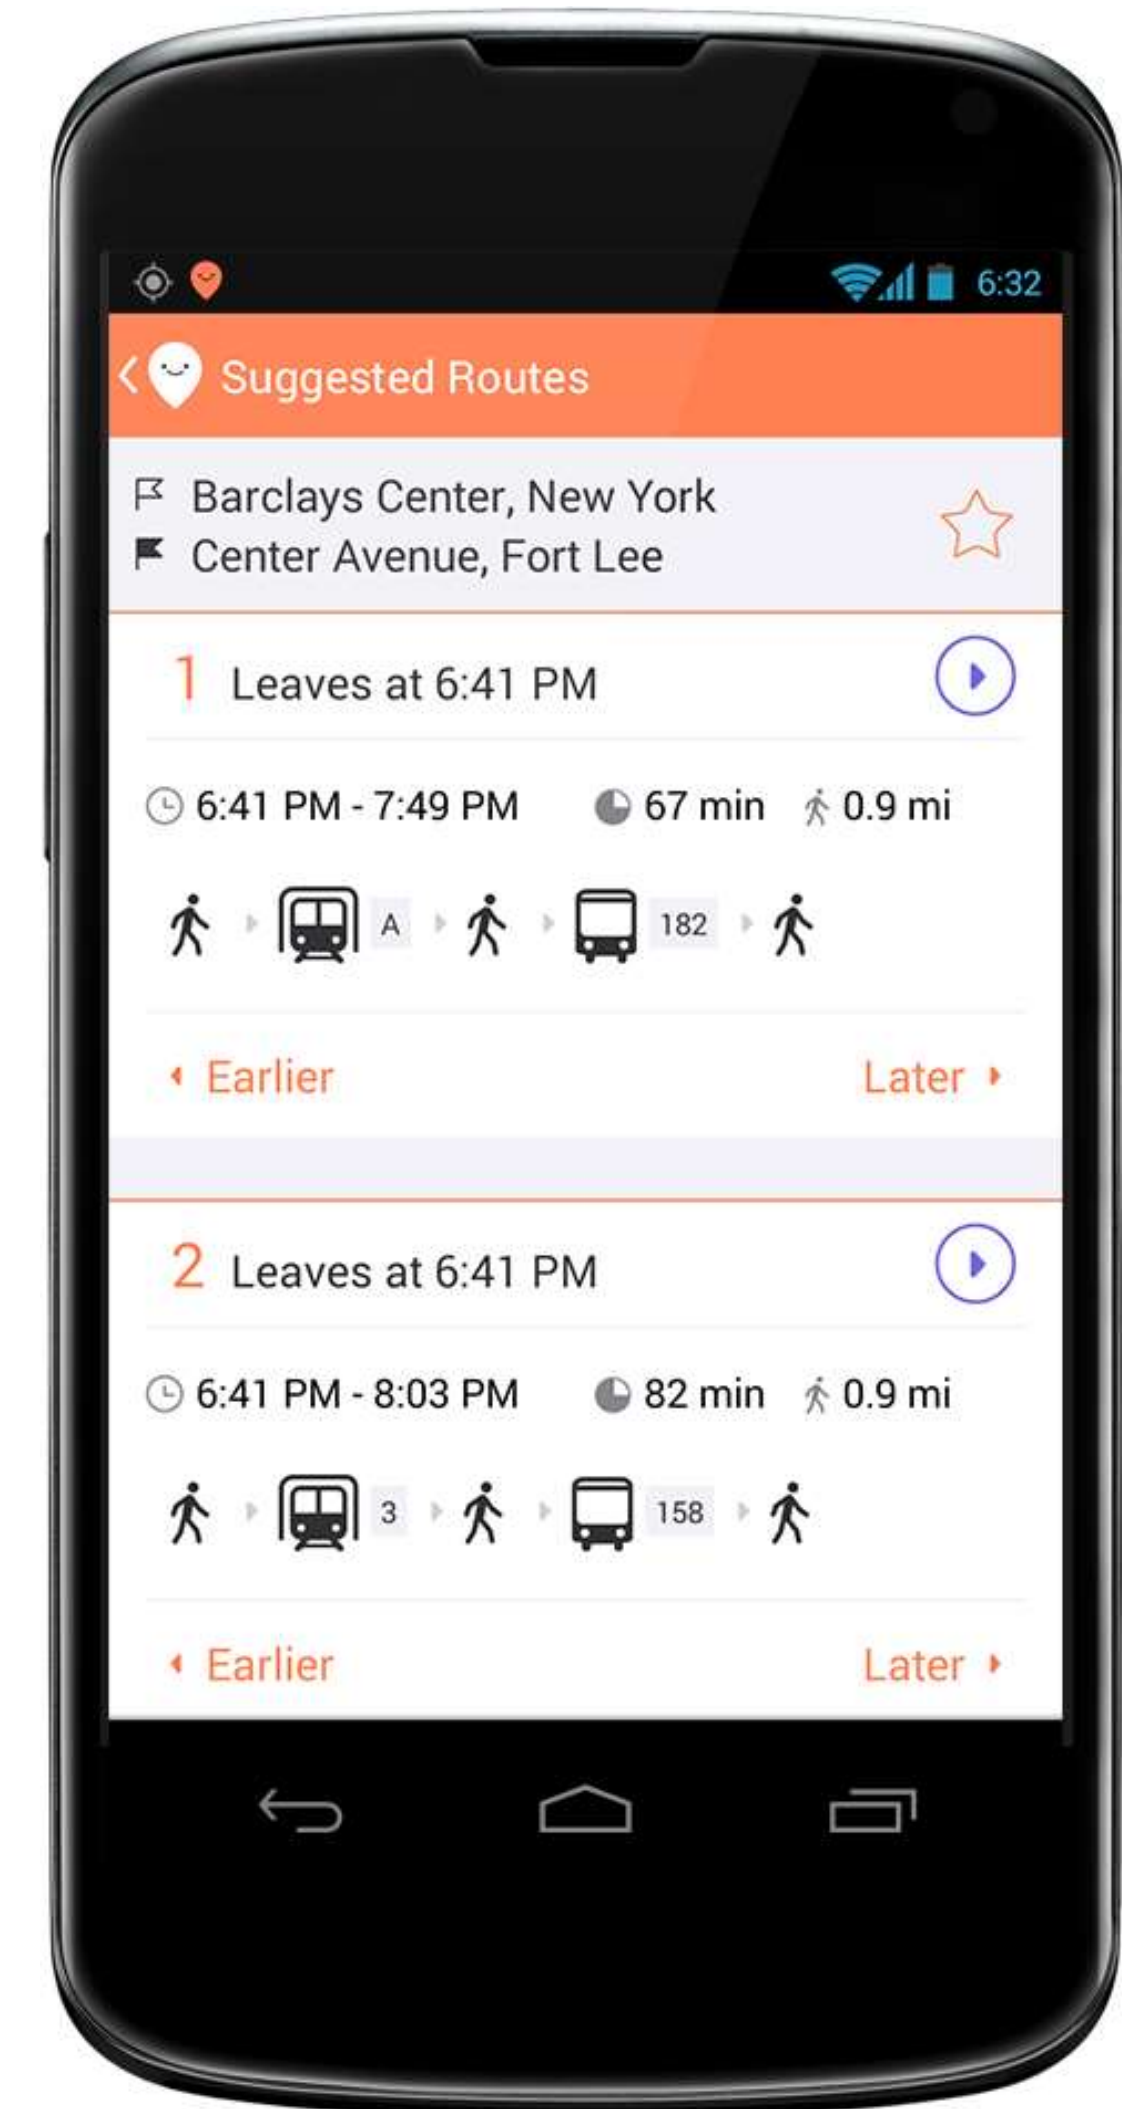 6:32
Suggested Routes
Barclays Center, New York
Center Avenue, Fort Lee
1 Leaves at 6:41 PM
6:41 PM - 7:49 PM 67 min 0.9 mi
A 182
Earlier Later
2 Leaves at 6:41 PM
6:41 PM - 8:03 PM 82 min 0.9 mi
3 158
Earlier Later